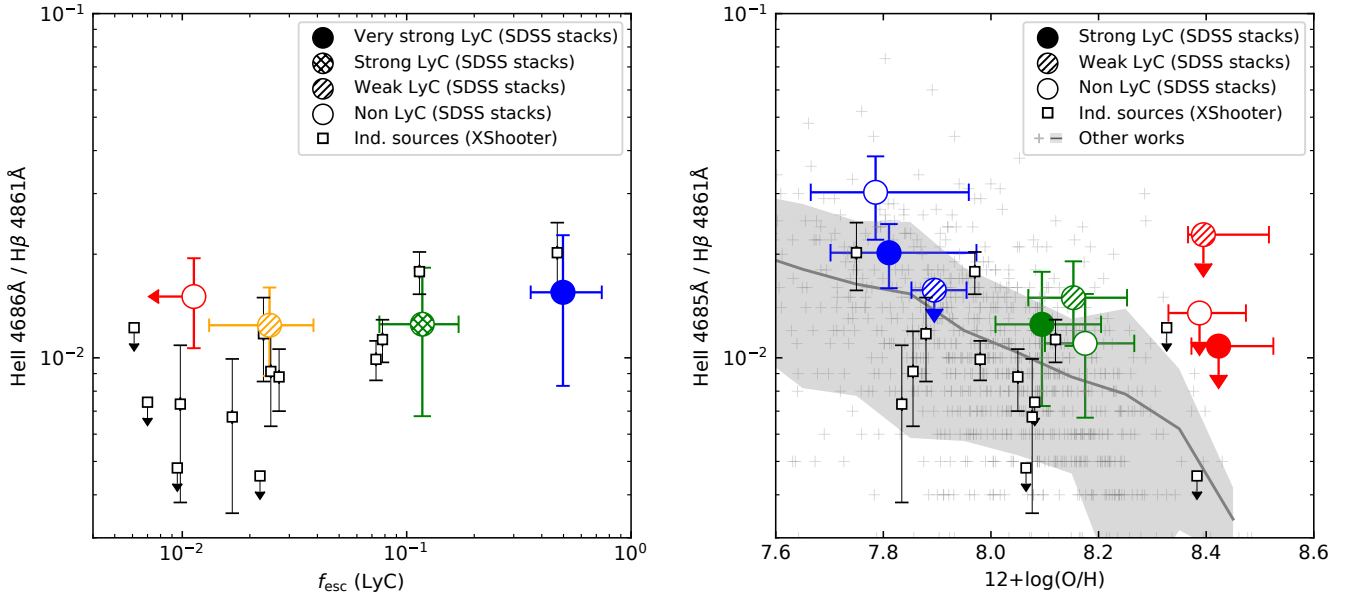 10⁻¹
10⁻²
HeII 4686Å / Hβ 4861Å
Very strong LyC (SDSS stacks)
Strong LyC (SDSS stacks)
Weak LyC (SDSS stacks)
Non LyC (SDSS stacks)
Ind. sources (XShooter)
10⁻² 10⁻¹ 10⁰
f_esc (LyC)
10⁻¹
10⁻²
HeII 4685Å / Hβ 4861Å
Strong LyC (SDSS stacks)
Weak LyC (SDSS stacks)
Non LyC (SDSS stacks)
Ind. sources (XShooter)
Other works
7.6 7.8 8.0 8.2 8.4 8.6
12+log(O/H)